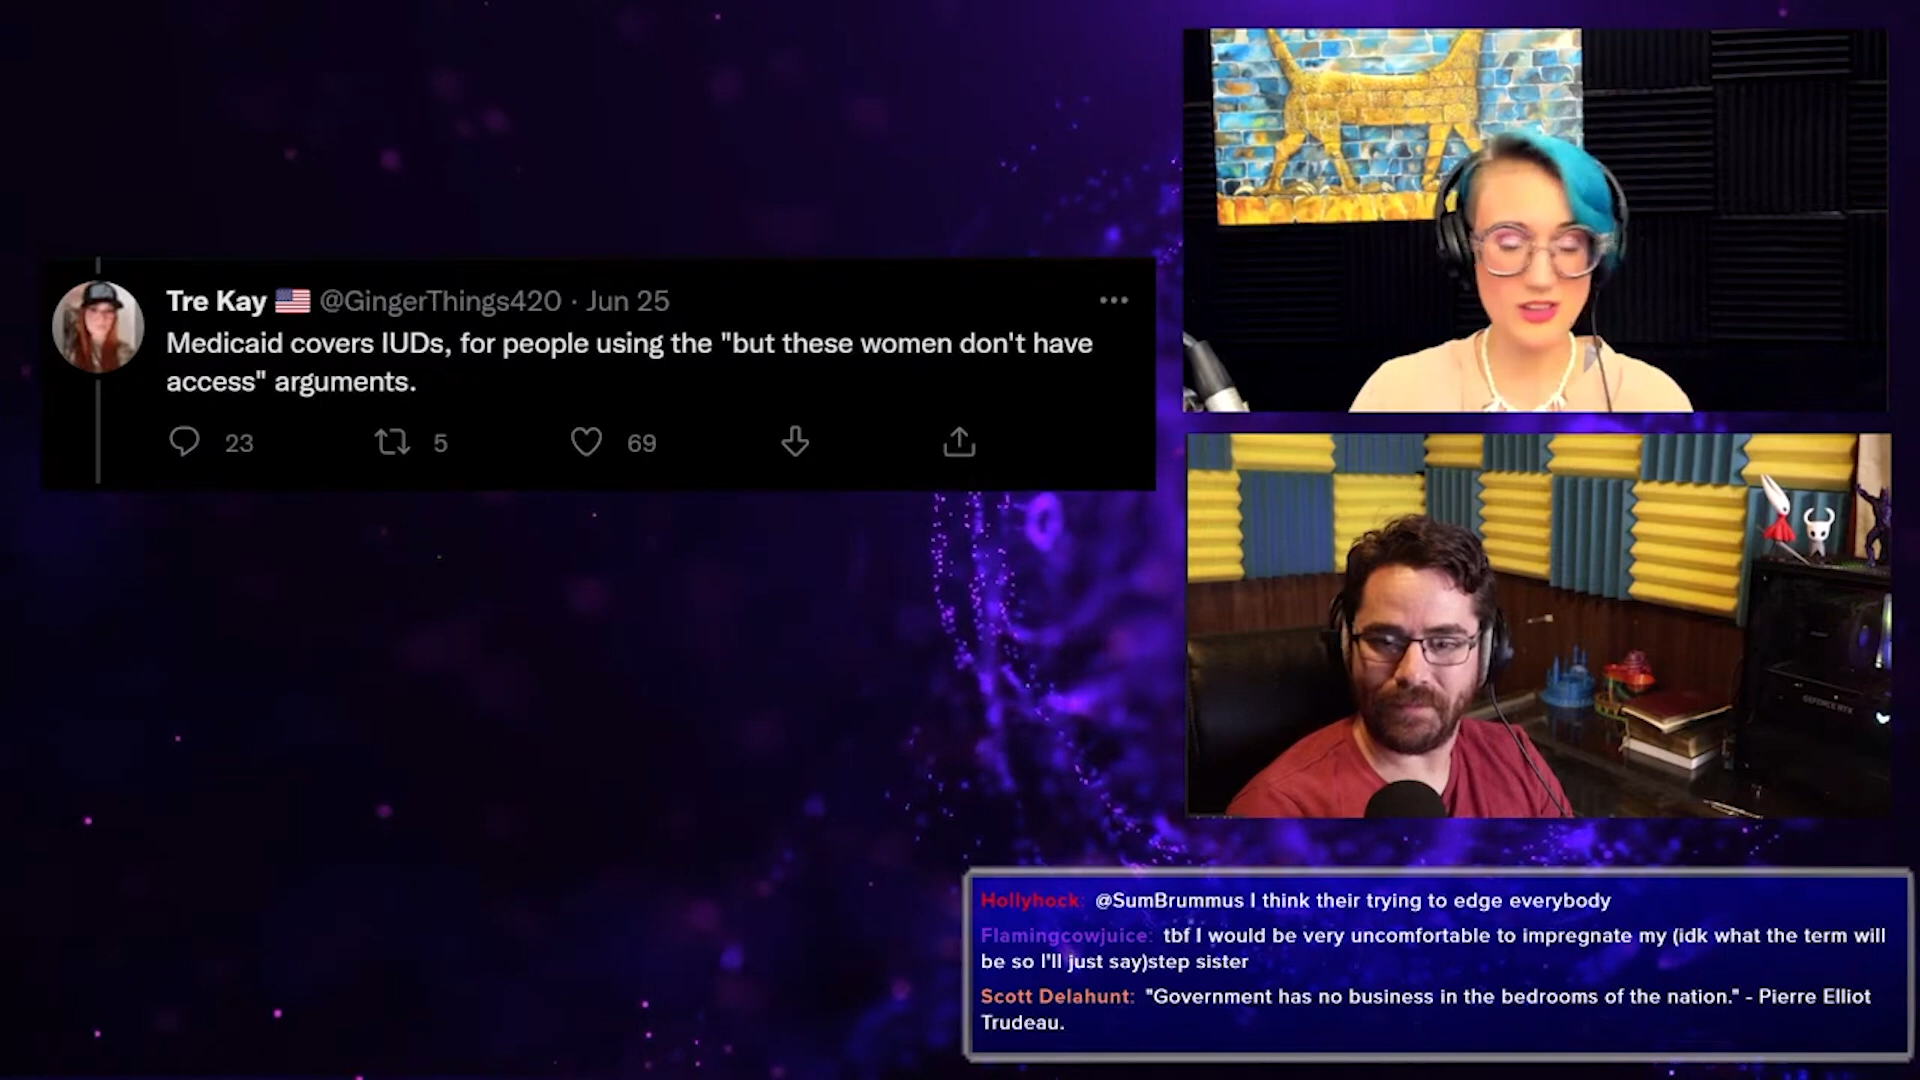 Tre Kay 🇺🇸 @GingerThings420 · Jun 25
Medicaid covers IUDs, for people using the "but these women don't have
access" arguments.
23 5 69
GEFORCE RTX
Hollyhock: @SumBrummus I think their trying to edge everybody
Flamingcowjuice: tbf I would be very uncomfortable to impregnate my (idk what the term will
be so I'll just say)step sister
Scott Delahunt: "Government has no business in the bedrooms of the nation." - Pierre Elliot
Trudeau.